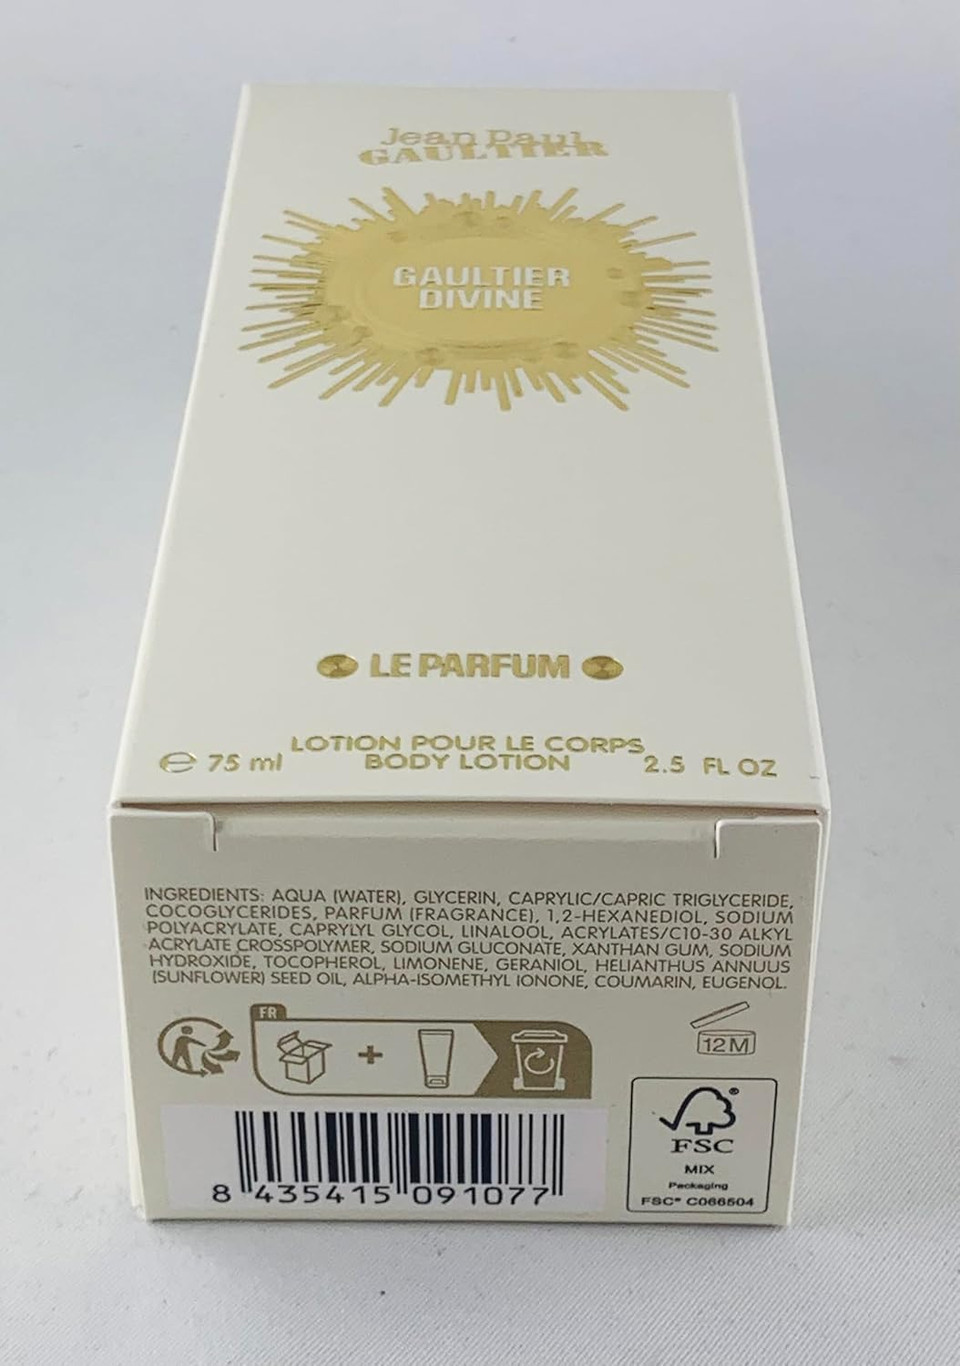 Jean Paul
GAULTIER
GAULTIER
DIVINE
LE PARFUM
LOTION POUR LE CORPS
℮ 75 ml BODY LOTION 2.5 FL OZ
INGREDIENTS: AQUA (WATER), GLYCERIN, CAPRYLIC/CAPRIC TRIGLYCERIDE,
COCOGLYCERIDES, PARFUM (FRAGRANCE), 1,2-HEXANEDIOL, SODIUM
POLYACRYLATE, CAPRYLYL GLYCOL, LINALOOL, ACRYLATES/C10-30 ALKYL
ACRYLATE CROSSPOLYMER, SODIUM GLUCONATE, XANTHAN GUM, SODIUM
HYDROXIDE, TOCOPHEROL, LIMONENE, GERANIOL, HELIANTHUS ANNUUS
(SUNFLOWER) SEED OIL, ALPHA-ISOMETHYL IONONE, COUMARIN, EUGENOL.
FR
+
12M
FSC®
MIX
Packaging
FSC® C066504
8 435415 091077